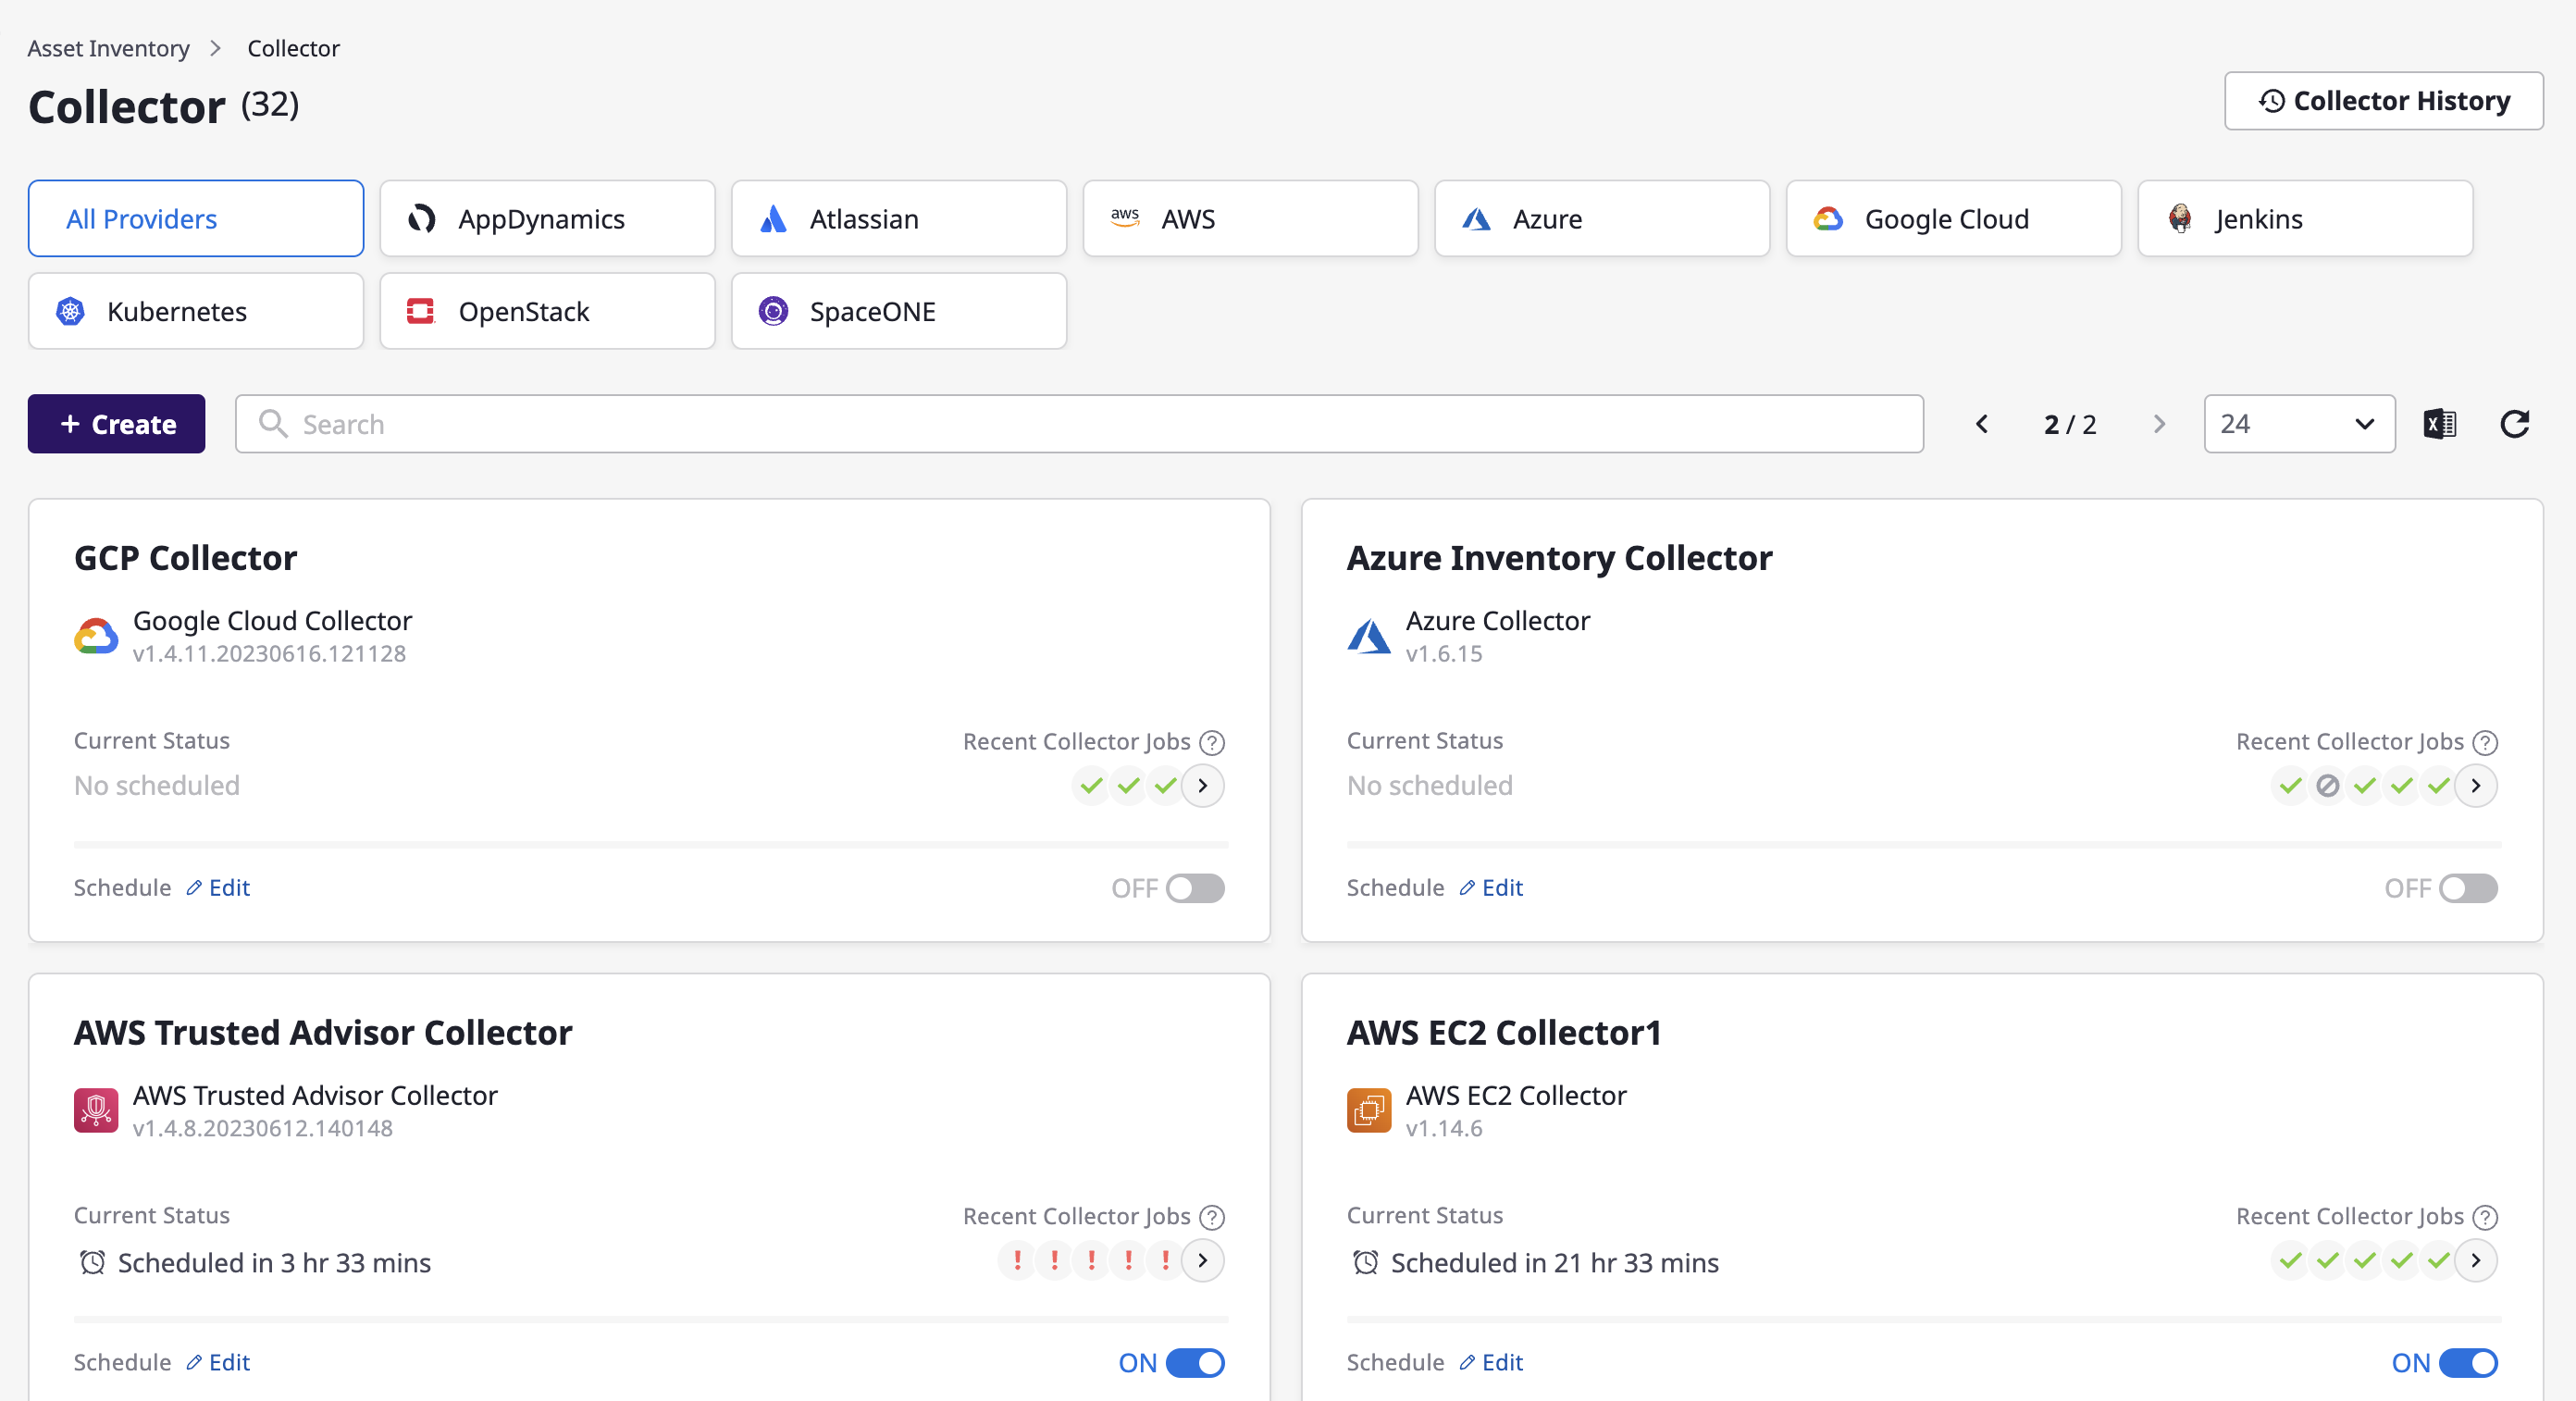 Asset Inventory > Collector
Collector (32)
Collector History
All Providers
AppDynamics
Atlassian
aws AWS
Azure
Google Cloud
Jenkins
Kubernetes
OpenStack
SpaceONE
+ Create
Search
2 / 2
24
GCP Collector
Google Cloud Collector
v1.4.11.20230616.121128
Current Status
Recent Collector Jobs ?
No scheduled
Schedule Edit
OFF
Azure Inventory Collector
Azure Collector
v1.6.15
Current Status
Recent Collector Jobs ?
No scheduled
Schedule Edit
OFF
AWS Trusted Advisor Collector
AWS Trusted Advisor Collector
v1.4.8.20230612.140148
Current Status
Recent Collector Jobs ?
Scheduled in 3 hr 33 mins
! ! ! ! !
Schedule Edit
ON
AWS EC2 Collector1
AWS EC2 Collector
v1.14.6
Current Status
Recent Collector Jobs ?
Scheduled in 21 hr 33 mins
Schedule Edit
ON